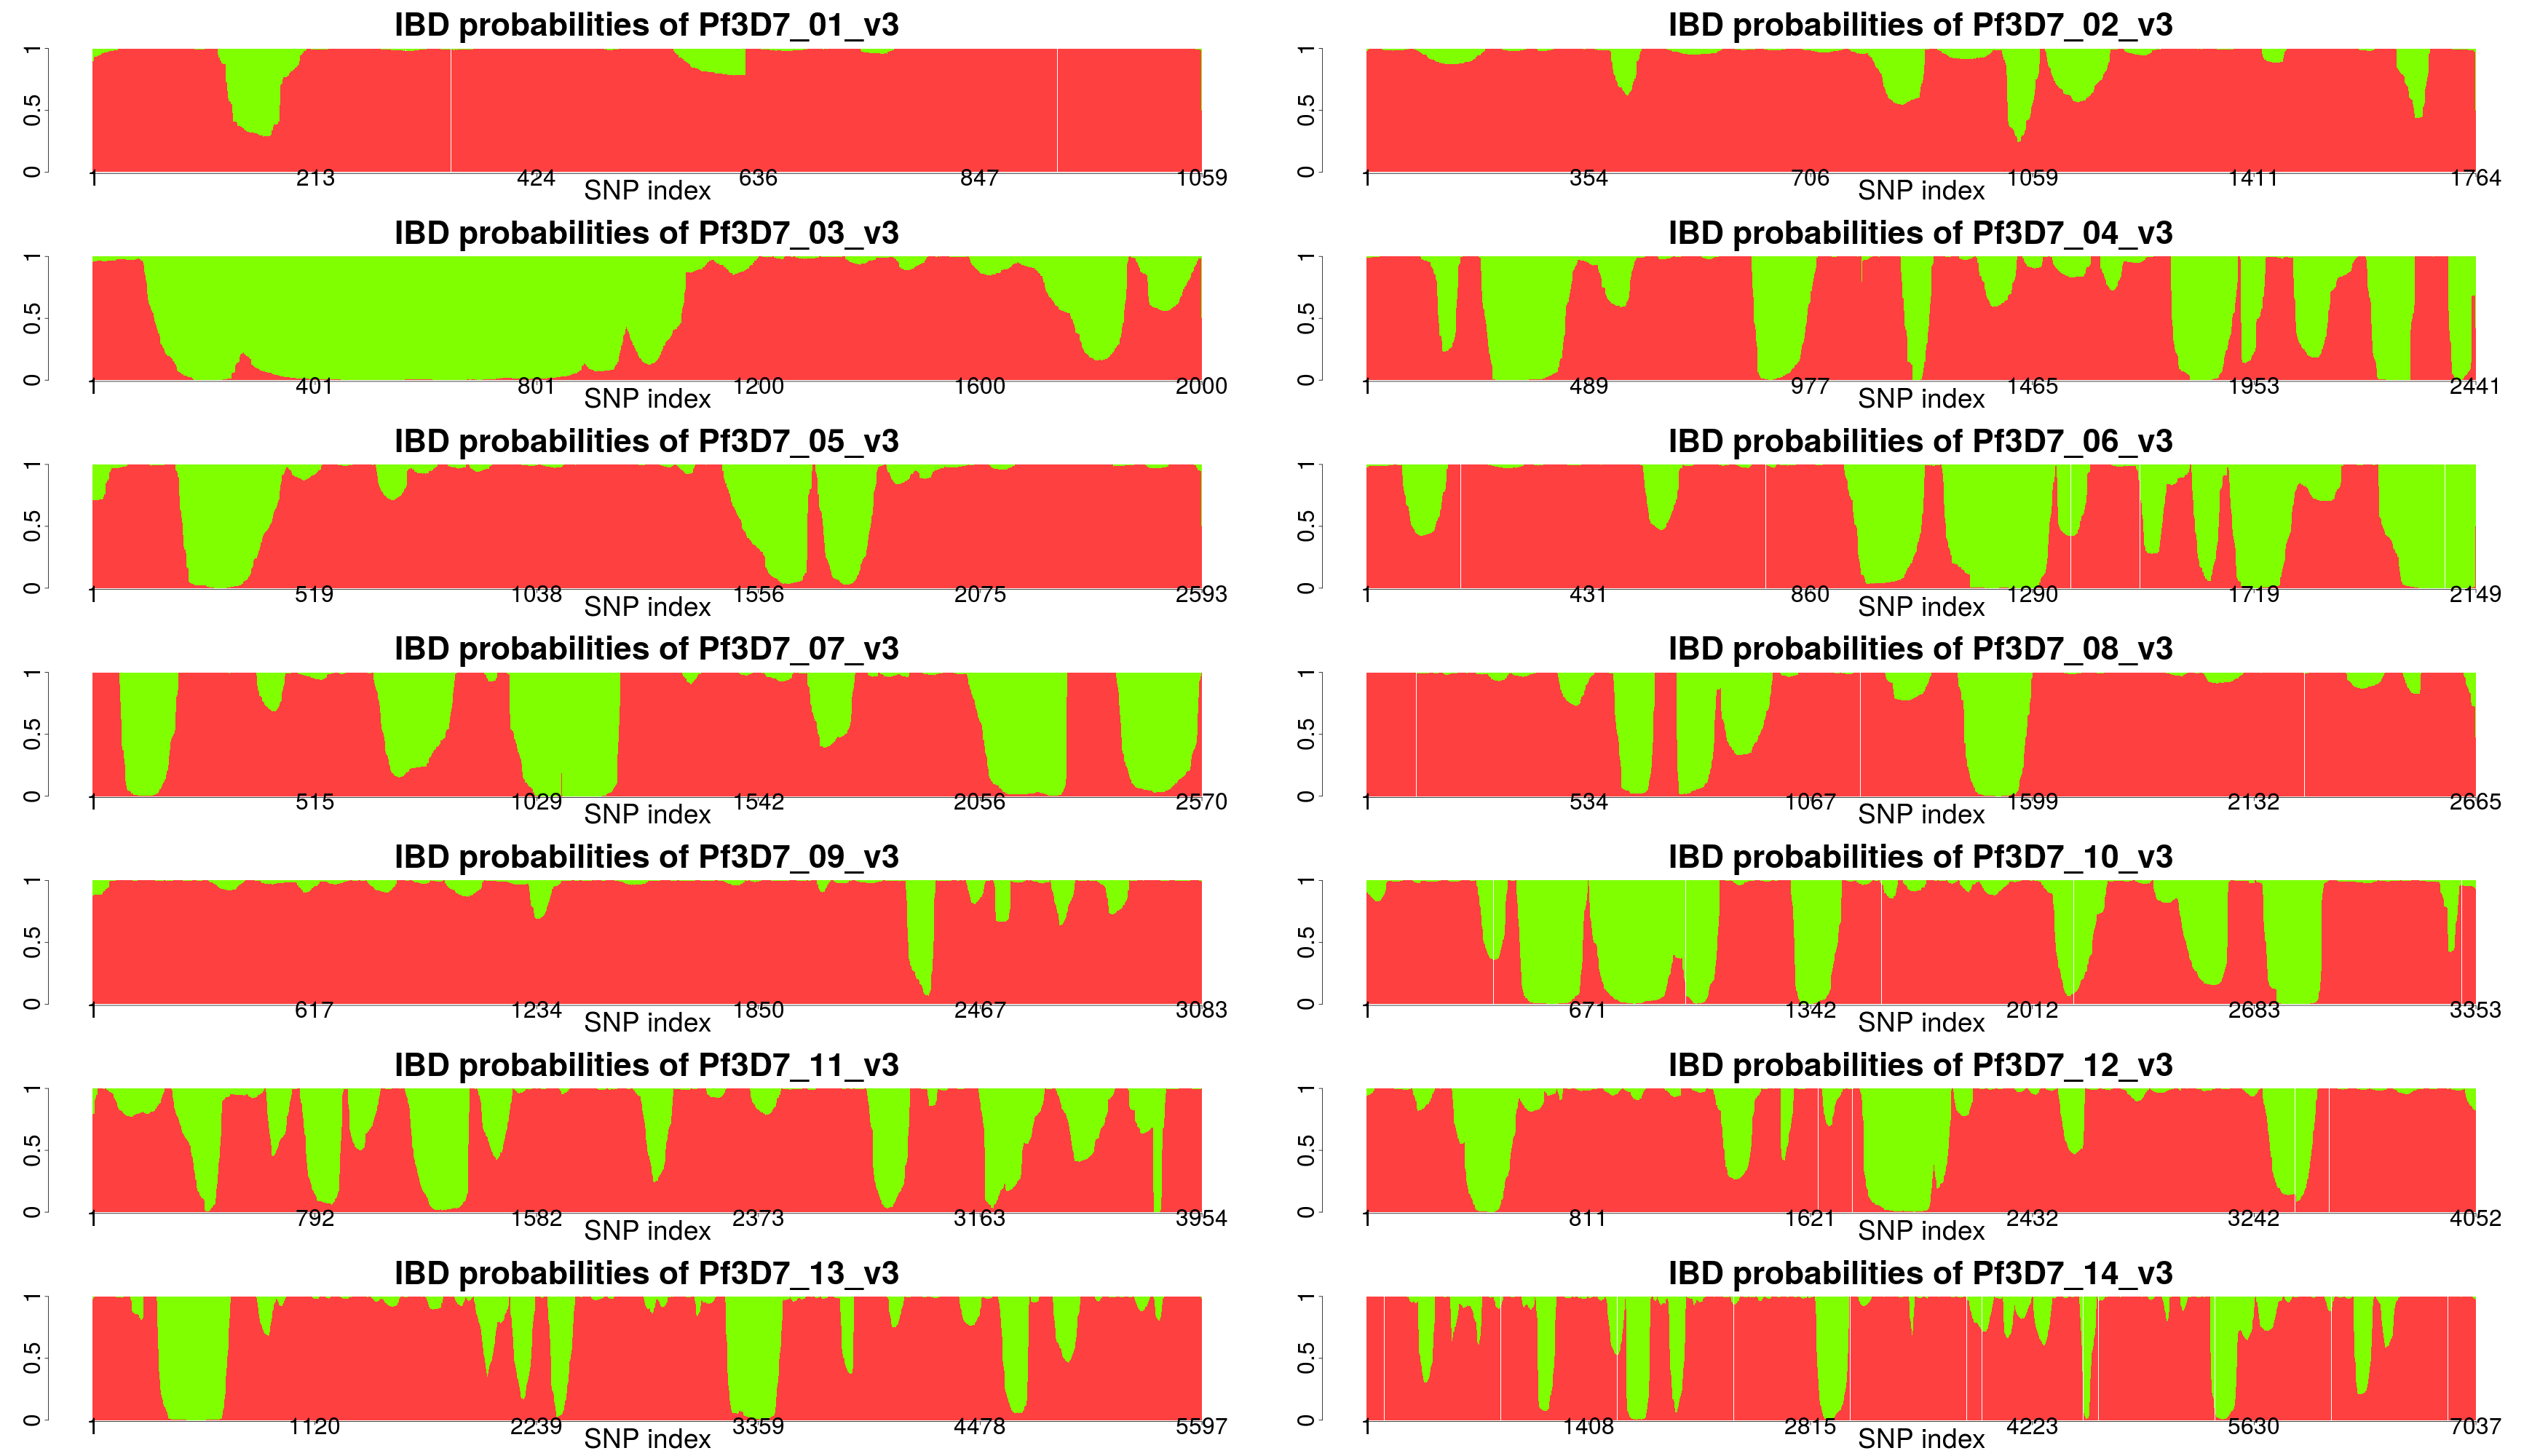 IBD probabilities of Pf3D7_01_v3
0 0.5 1
1 213 424 636 847 1059
SNP index
IBD probabilities of Pf3D7_02_v3
0 0.5 1
1 354 706 1059 1411 1764
SNP index
IBD probabilities of Pf3D7_03_v3
0 0.5 1
1 401 801 1200 1600 2000
SNP index
IBD probabilities of Pf3D7_04_v3
0 0.5 1
1 489 977 1465 1953 2441
SNP index
IBD probabilities of Pf3D7_05_v3
0 0.5 1
1 519 1038 1556 2075 2593
SNP index
IBD probabilities of Pf3D7_06_v3
0 0.5 1
1 431 860 1290 1719 2149
SNP index
IBD probabilities of Pf3D7_07_v3
0 0.5 1
1 515 1029 1542 2056 2570
SNP index
IBD probabilities of Pf3D7_08_v3
0 0.5 1
1 534 1067 1599 2132 2665
SNP index
IBD probabilities of Pf3D7_09_v3
0 0.5 1
1 617 1234 1850 2467 3083
SNP index
IBD probabilities of Pf3D7_10_v3
0 0.5 1
1 671 1342 2012 2683 3353
SNP index
IBD probabilities of Pf3D7_11_v3
0 0.5 1
1 792 1582 2373 3163 3954
SNP index
IBD probabilities of Pf3D7_12_v3
0 0.5 1
1 811 1621 2432 3242 4052
SNP index
IBD probabilities of Pf3D7_13_v3
0 0.5 1
1 1120 2239 3359 4478 5597
SNP index
IBD probabilities of Pf3D7_14_v3
0 0.5 1
1 1408 2815 4223 5630 7037
SNP index